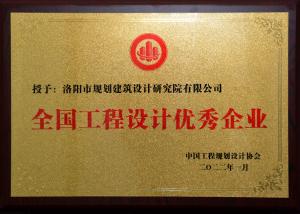 授予：洛阳市规划建筑设计研究院有限公司
全国工程设计优秀企业
中国工程规划设计协会
二〇二二年一月